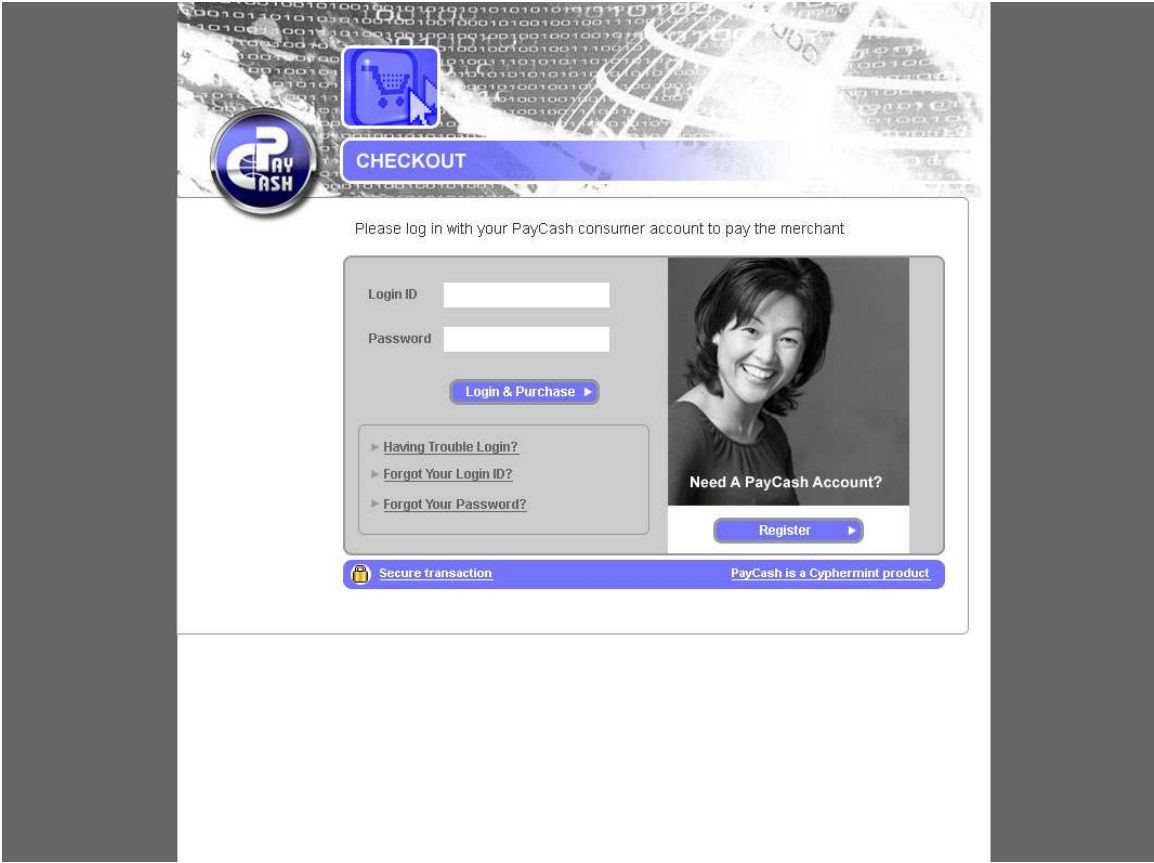 PAY
CASH
CHECKOUT
Please log in with your PayCash consumer account to pay the merchant
Login ID
Password
Login & Purchase
Having Trouble Login?
Forgot Your Login ID?
Forgot Your Password?
Need A PayCash Account?
Register
Secure transaction
PayCash is a Cyphermint product